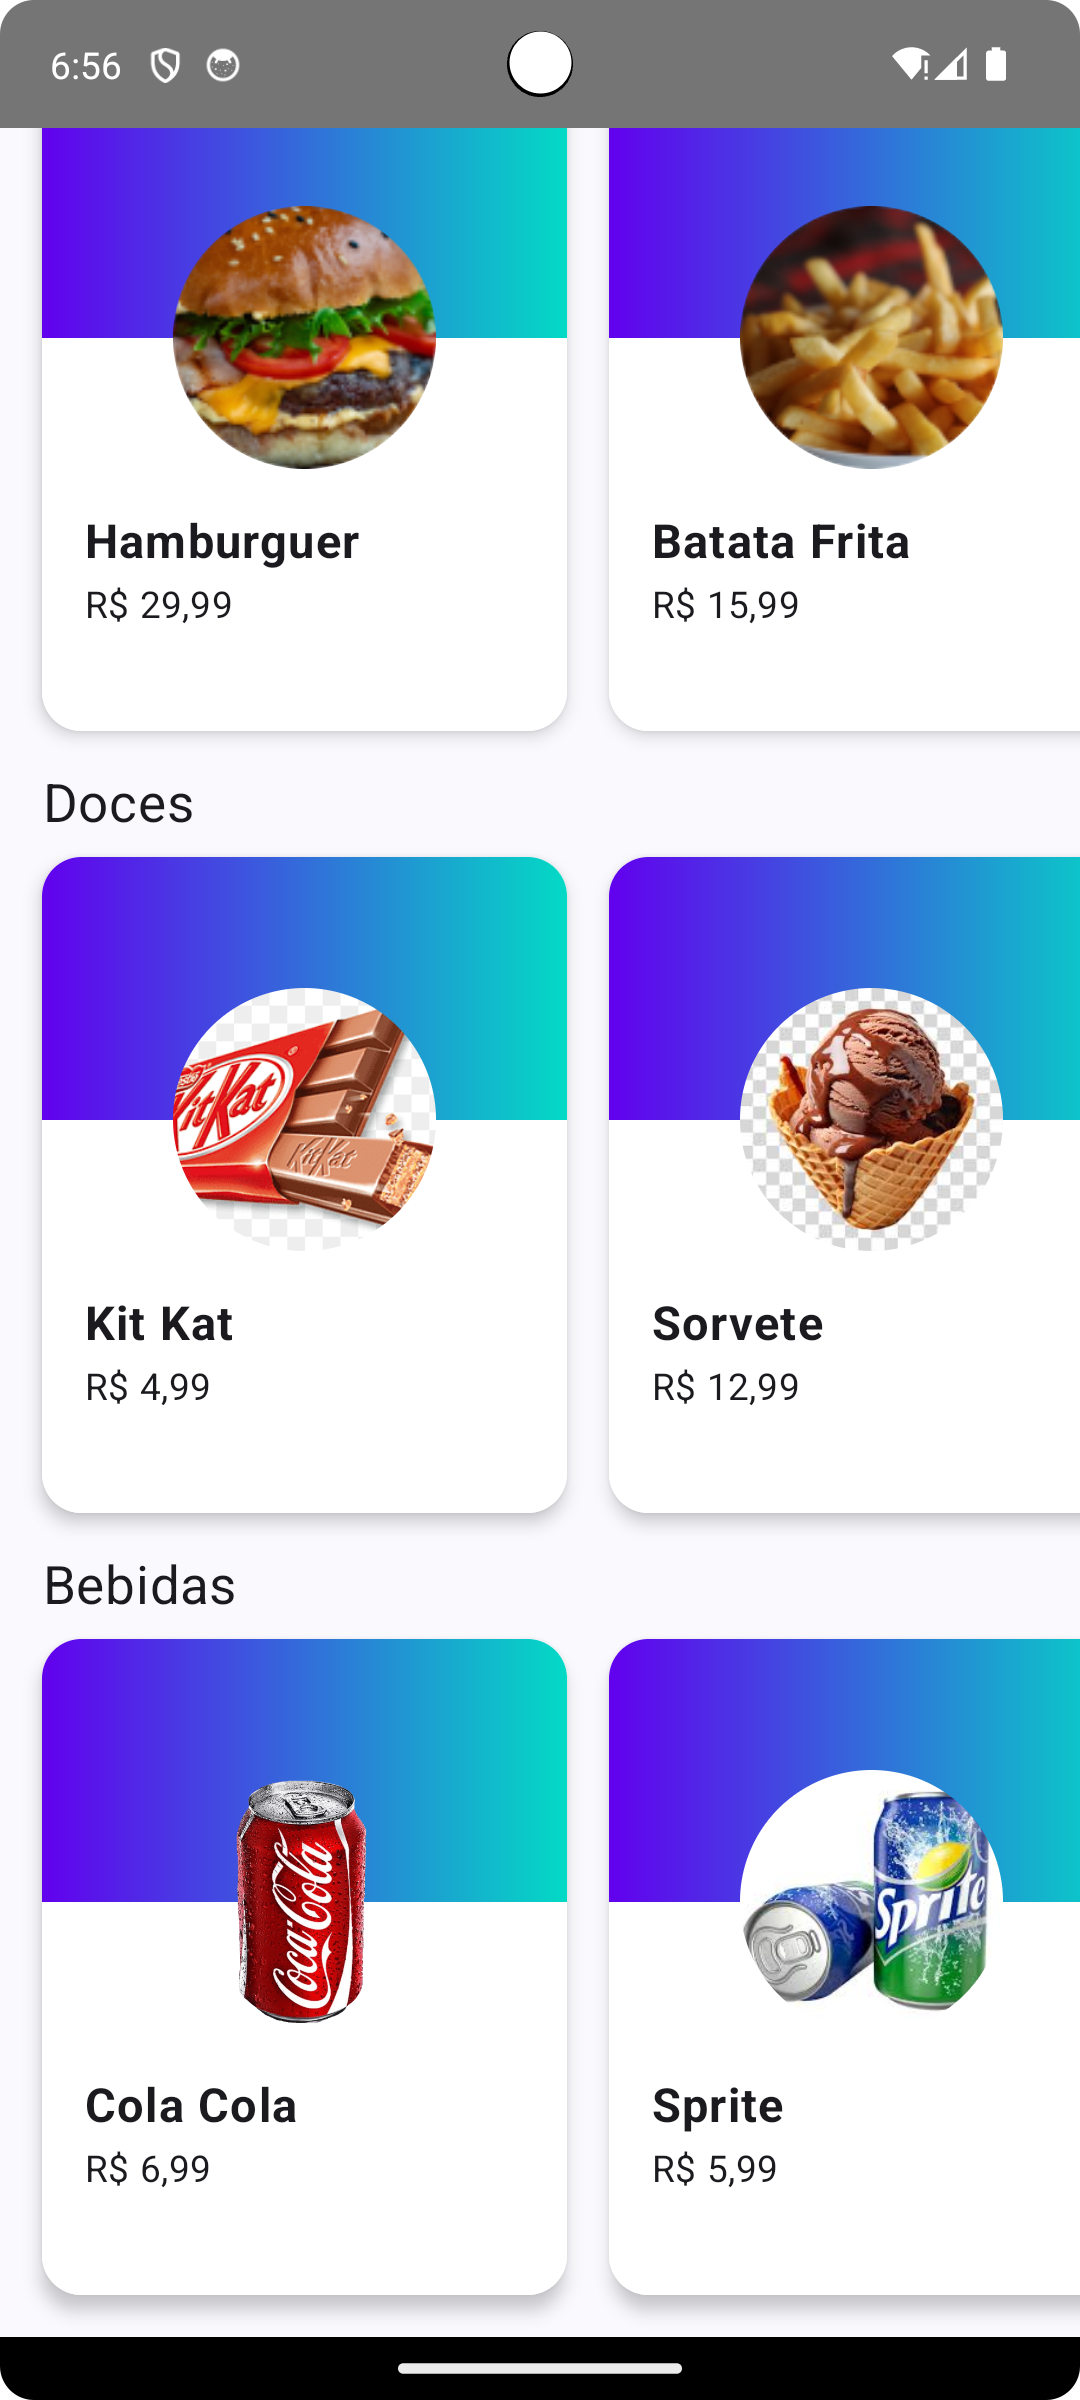 6:56
Hamburguer
R$ 29,99
Batata Frita
R$ 15,99
Doces
KitKat
KitKat
Kit Kat
R$ 4,99
Sorvete
R$ 12,99
Bebidas
Coca-Cola
Sprite
Cola Cola
R$ 6,99
Sprite
R$ 5,99